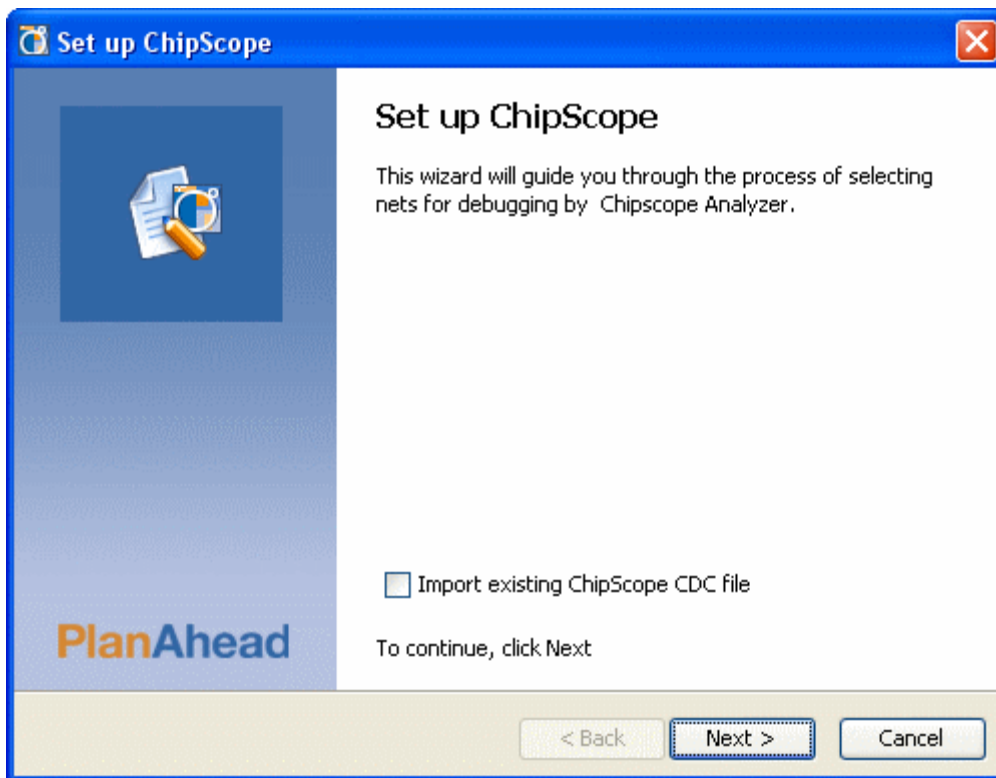 Set up ChipScope
Set up ChipScope
This wizard will guide you through the process of selecting
nets for debugging by  Chipscope Analyzer.
Import existing ChipScope CDC file
PlanAhead
To continue, click Next
< Back
Next >
Cancel